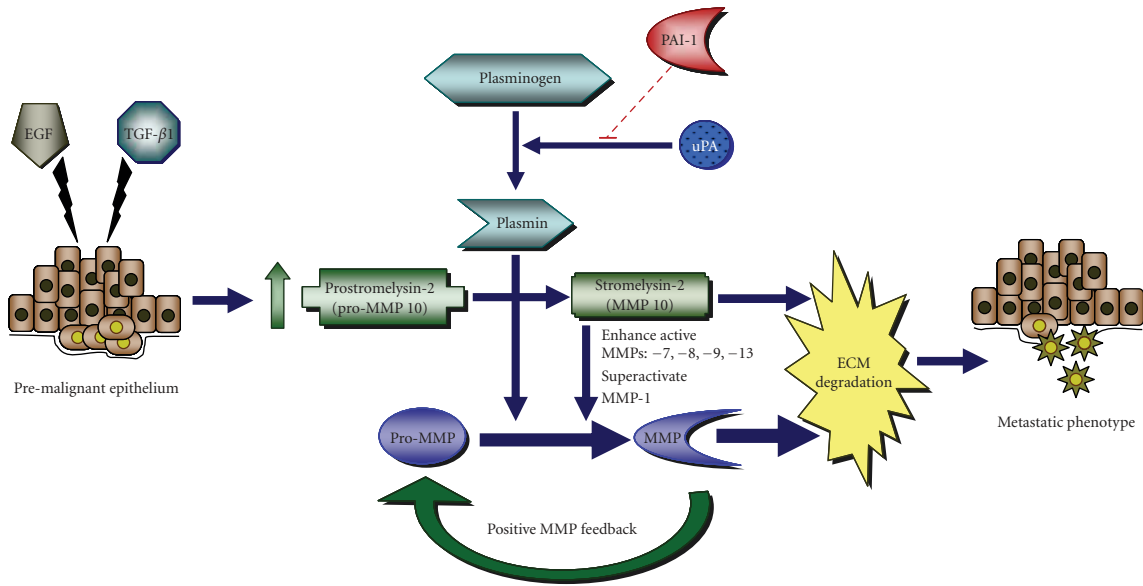 PAI-1
Plasminogen
EGF
TGF-β1
uPA
Plasmin
Prostromelysin-2
(pro-MMP 10)
Stromelysin-2
(MMP 10)
Enhance active
MMPs: −7, −8, −9, −13
Superactivate
MMP-1
ECM
degradation
Pre-malignant epithelium
Metastatic phenotype
Pro-MMP
MMP
Positive MMP feedback